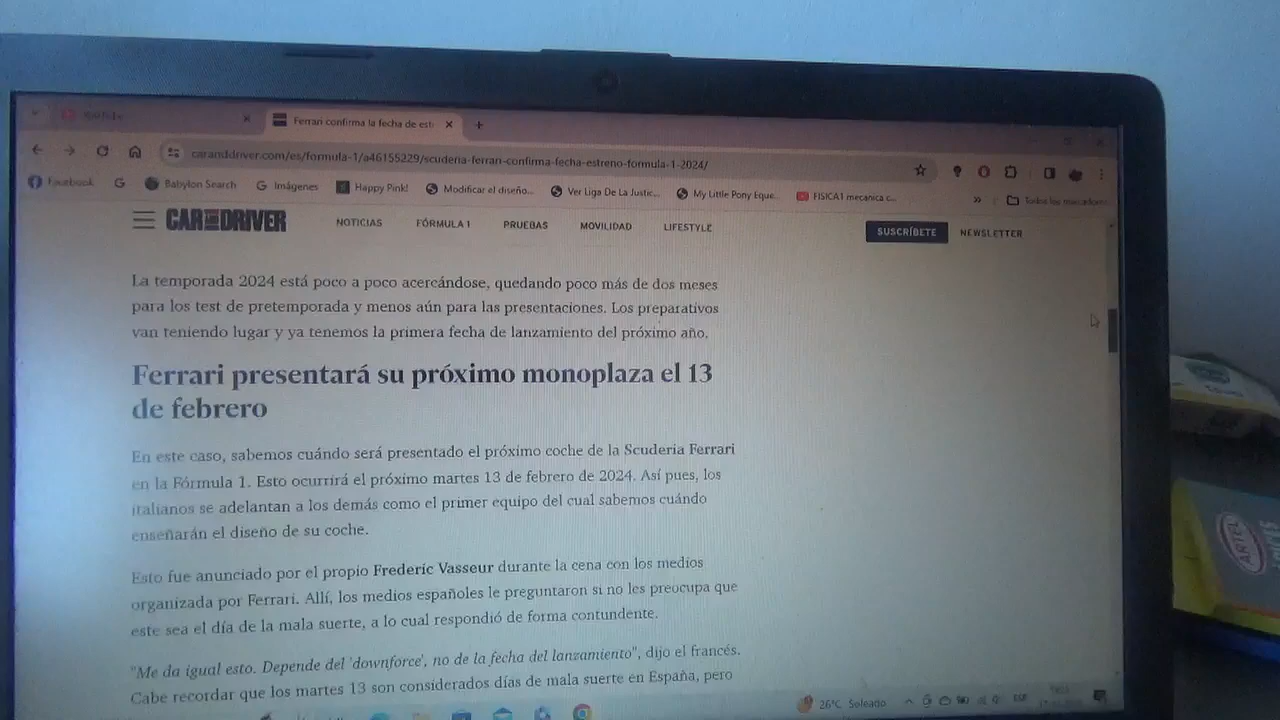 Ferrari confirma la fecha de est
caranddriver.com/es/formula-1/a46155229/scuderia-ferrari-confirma-fecha-estreno-formula-1-2024/
Facebook Babylon Search Imágenes Happy Pink! Modificar el diseño... Ver Liga De La Justic... My Little Pony Eque... FISICA1 mecanica c... » Todos los marcadores
CAR AND DRIVER NOTICIAS FÓRMULA 1 PRUEBAS MOVILIDAD LIFESTYLE SUSCRÍBETE NEWSLETTER
La temporada 2024 está poco a poco acercándose, quedando poco más de dos meses
para los test de pretemporada y menos aún para las presentaciones. Los preparativos
van teniendo lugar y ya tenemos la primera fecha de lanzamiento del próximo año.
Ferrari presentará su próximo monoplaza el 13
de febrero
En este caso, sabemos cuándo será presentado el próximo coche de la Scuderia Ferrari
en la Fórmula 1. Esto ocurrirá el próximo martes 13 de febrero de 2024. Así pues, los
italianos se adelantan a los demás como el primer equipo del cual sabemos cuándo
enseñarán el diseño de su coche.
Esto fue anunciado por el propio Frederic Vasseur durante la cena con los medios
organizada por Ferrari. Allí, los medios españoles le preguntaron si no les preocupa que
este sea el día de la mala suerte, a lo cual respondió de forma contundente.
"Me da igual esto. Depende del 'downforce', no de la fecha del lanzamiento", dijo el francés.
Cabe recordar que los martes 13 son considerados días de mala suerte en España, pero
26°C Soleado ESP
ARTEL